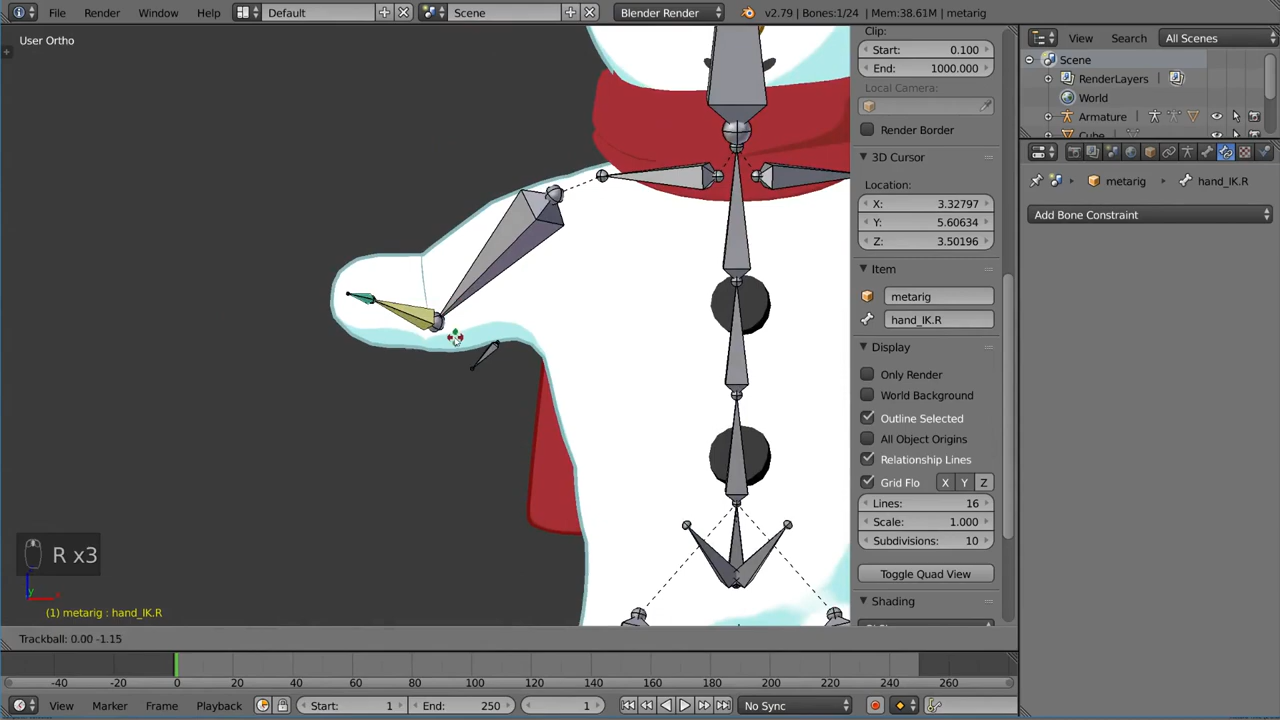 File Render Window Help Default Scene Blender Render v2.79 | Bones:1/24 | Mem:38.61M | metarig
User Ortho
Clip:
Start: 0.100
End: 1000.000
Local Camera:
Render Border
3D Cursor
Location:
X: 3.32797
Y: 5.60634
Z: 3.50196
Item
metarig
hand_IK.R
Display
Only Render
World Background
Outline Selected
All Object Origins
Relationship Lines
Grid Flo X Y Z
Lines: 16
Scale: 1.000
Subdivisions: 10
Toggle Quad View
Shading
View Search All Scenes
Scene
RenderLayers
World
Armature
Cube
metarig hand_IK.R
Add Bone Constraint
R x3
z
x
(1) metarig : hand_IK.R
Trackball: 0.00 -1.15
-40 -20 0 20 40 60 80 100 120 140 160 180 200 220 240 260
View Marker Frame Playback Start: 1 End: 250 1 No Sync